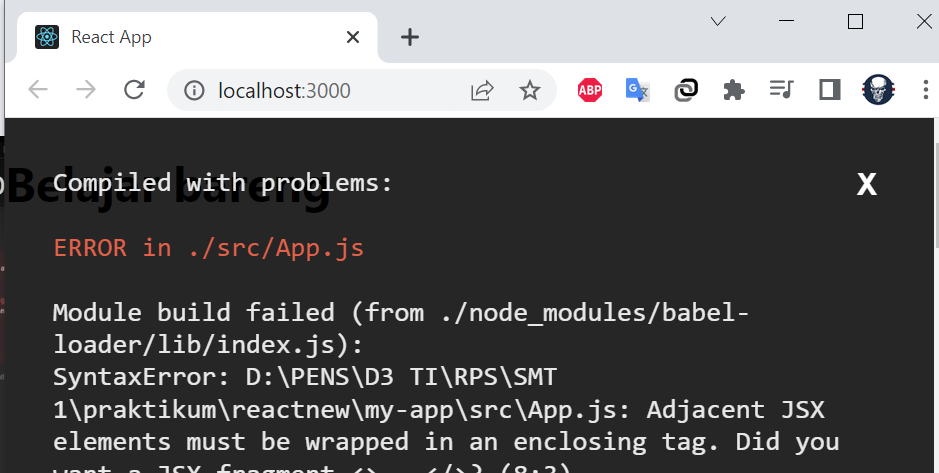 React App
localhost:3000
ABP
Belajar bareng
Compiled with problems:
X
ERROR in ./src/App.js
Module build failed (from ./node_modules/babel-
loader/lib/index.js):
SyntaxError: D:\PENS\D3 TI\RPS\SMT
1\praktikum\reactnew\my-app\src\App.js: Adjacent JSX
elements must be wrapped in an enclosing tag. Did you
want a JSX fragment <>...</>? (8:3)